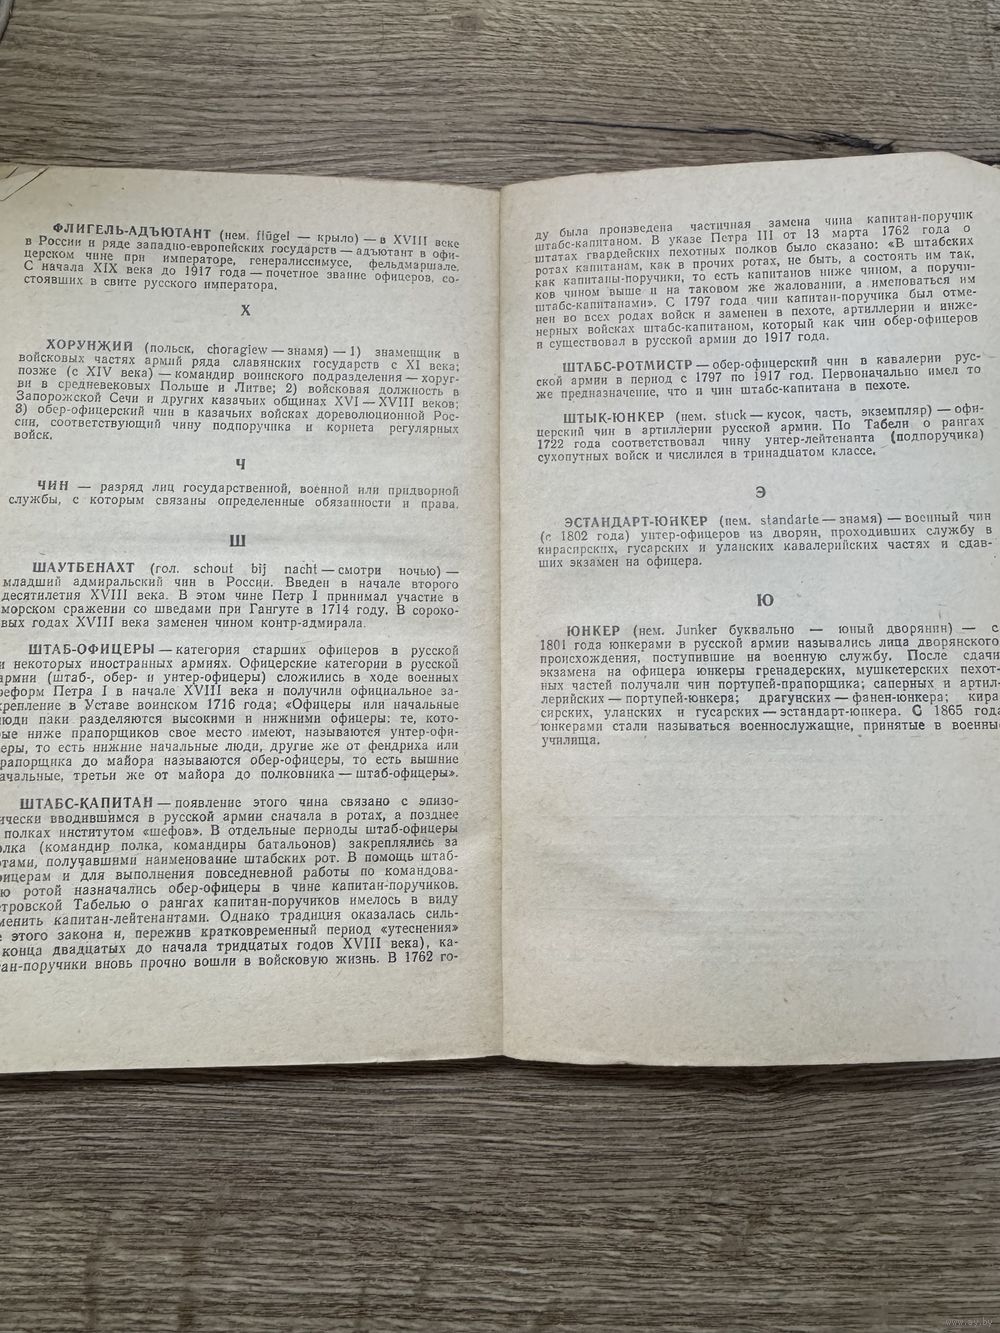 ФЛИГЕЛЬ-АДЪЮТАНТ (нем. flügel — крыло) — в XVIII веке
в России и ряде западно-европейских государств — адъютант в офи-
церском чине при императоре, генералиссимусе, фельдмаршале.
С начала XIX века до 1917 года — почетное звание офицеров, со-
стоявших в свите русского императора.
Х
ХОРУНЖИЙ (польск. choragiew — знамя) — 1) знаменщик в
войсковых частях армий ряда славянских государств с XI века;
позже (с XIV века) — командир воинского подразделения — хоруг-
ви в средневековых Польше и Литве; 2) войсковая должность в
Запорожской Сечи и других казачьих общинах XVI — XVIII веков;
3) обер-офицерский чин в казачьих войсках дореволюционной Рос-
сии, соответствующий чину подпоручика и корнета регулярных
войск.
Ч
ЧИН — разряд лиц государственной, военной или придворной
службы, с которым связаны определенные обязанности и права.
Ш
ШАУТБЕНАХТ (гол. schout bij nacht — смотри ночью) —
младший адмиральский чин в России. Введен в начале второго
десятилетия XVIII века. В этом чине Петр I принимал участие в
морском сражении со шведами при Гангуте в 1714 году. В сороко-
вых годах XVIII века заменен чином контр-адмирала.
ШТАБ-ОФИЦЕРЫ — категория старших офицеров в русской
и некоторых иностранных армиях. Офицерские категории в русской
армии (штаб-, обер- и унтер-офицеры) сложились в ходе военных
реформ Петра I в начале XVIII века и получили официальное за-
крепление в Уставе воинском 1716 года; «Офицеры или начальные
люди паки разделяются высокими и нижними офицеры: те, кото-
рые ниже прапорщиков свое место имеют, называются унтер-офи-
церы, то есть нижние начальные люди, другие же от фендриха или
прапорщика до майора называются обер-офицеры, то есть вышние
начальные, третьи же от майора до полковника — штаб-офицеры».
ШТАБС-КАПИТАН — появление этого чина связано с эпизо-
ически вводившимся в русской армии сначала в ротах, а позднее
полках институтом «шефов». В отдельные периоды штаб-офицеры
олка (командир полка, командиры батальонов) закреплялись за
отами, получавшими наименование штабских рот. В помощь штаб-
ицерам и для выполнения повседневной работы по командова-
ю ротой назначались обер-офицеры в чине капитан-поручиков.
етровской Табелью о рангах капитан-поручиков имелось в виду
менить капитан-лейтенантами. Однако традиция оказалась силь-
е этого закона и, пережив кратковременный период «утеснения»
конца двадцатых до начала тридцатых годов XVIII века), ка-
ан-поручики вновь прочно вошли в войсковую жизнь. В 1762 го-
ду была произведена частичная замена чина капитан-поручик
штабс-капитаном. В указе Петра III от 13 марта 1762 года о
штатах гвардейских пехотных полков было сказано: «В штабских
ротах капитанам, как в прочих ротах, не быть, а состоять им так,
как капитаны-поручики, то есть капитанов ниже чином, а поручи-
ков чином выше и на таковом же жаловании, а именоваться им
штабс-капитанами». С 1797 года чин капитан-поручика был отме-
нен во всех родах войск и заменен в пехоте, артиллерии и инже-
нерных войсках штабс-капитаном, который как чин обер-офицеров
и существовал в русской армии до 1917 года.
ШТАБС-РОТМИСТР — обер-офицерский чин в кавалерии рус-
ской армии в период с 1797 по 1917 год. Первоначально имел то
же предназначение, что и чин штабс-капитана в пехоте.
ШТЫК-ЮНКЕР (нем. stuck — кусок, часть, экземпляр) — офи-
церский чин в артиллерии русской армии. По Табели о рангах
1722 года соответствовал чину унтер-лейтенанта (подпоручика)
сухопутных войск и числился в тринадцатом классе.
Э
ЭСТАНДАРТ-ЮНКЕР (нем. standarte — знамя) — военный чин
(с 1802 года) унтер-офицеров из дворян, проходивших службу в
кирасирских, гусарских и уланских кавалерийских частях и сдав-
ших экзамен на офицера.
Ю
ЮНКЕР (нем. Junker буквально — юный дворянин) — с
1801 года юнкерами в русской армии назывались лица дворянского
происхождения, поступившие на военную службу. После сдачи
экзамена на офицера юнкеры гренадерских, мушкетерских пехот-
ных частей получали чин портупей-прапорщика; саперных и артил-
лерийских — портупей-юнкера; драгунских — фанен-юнкера; кира
сирских, уланских и гусарских — эстандарт-юнкера. С 1865 года
юнкерами стали называться военнослужащие, принятые в военны
училища.
www.ay.by